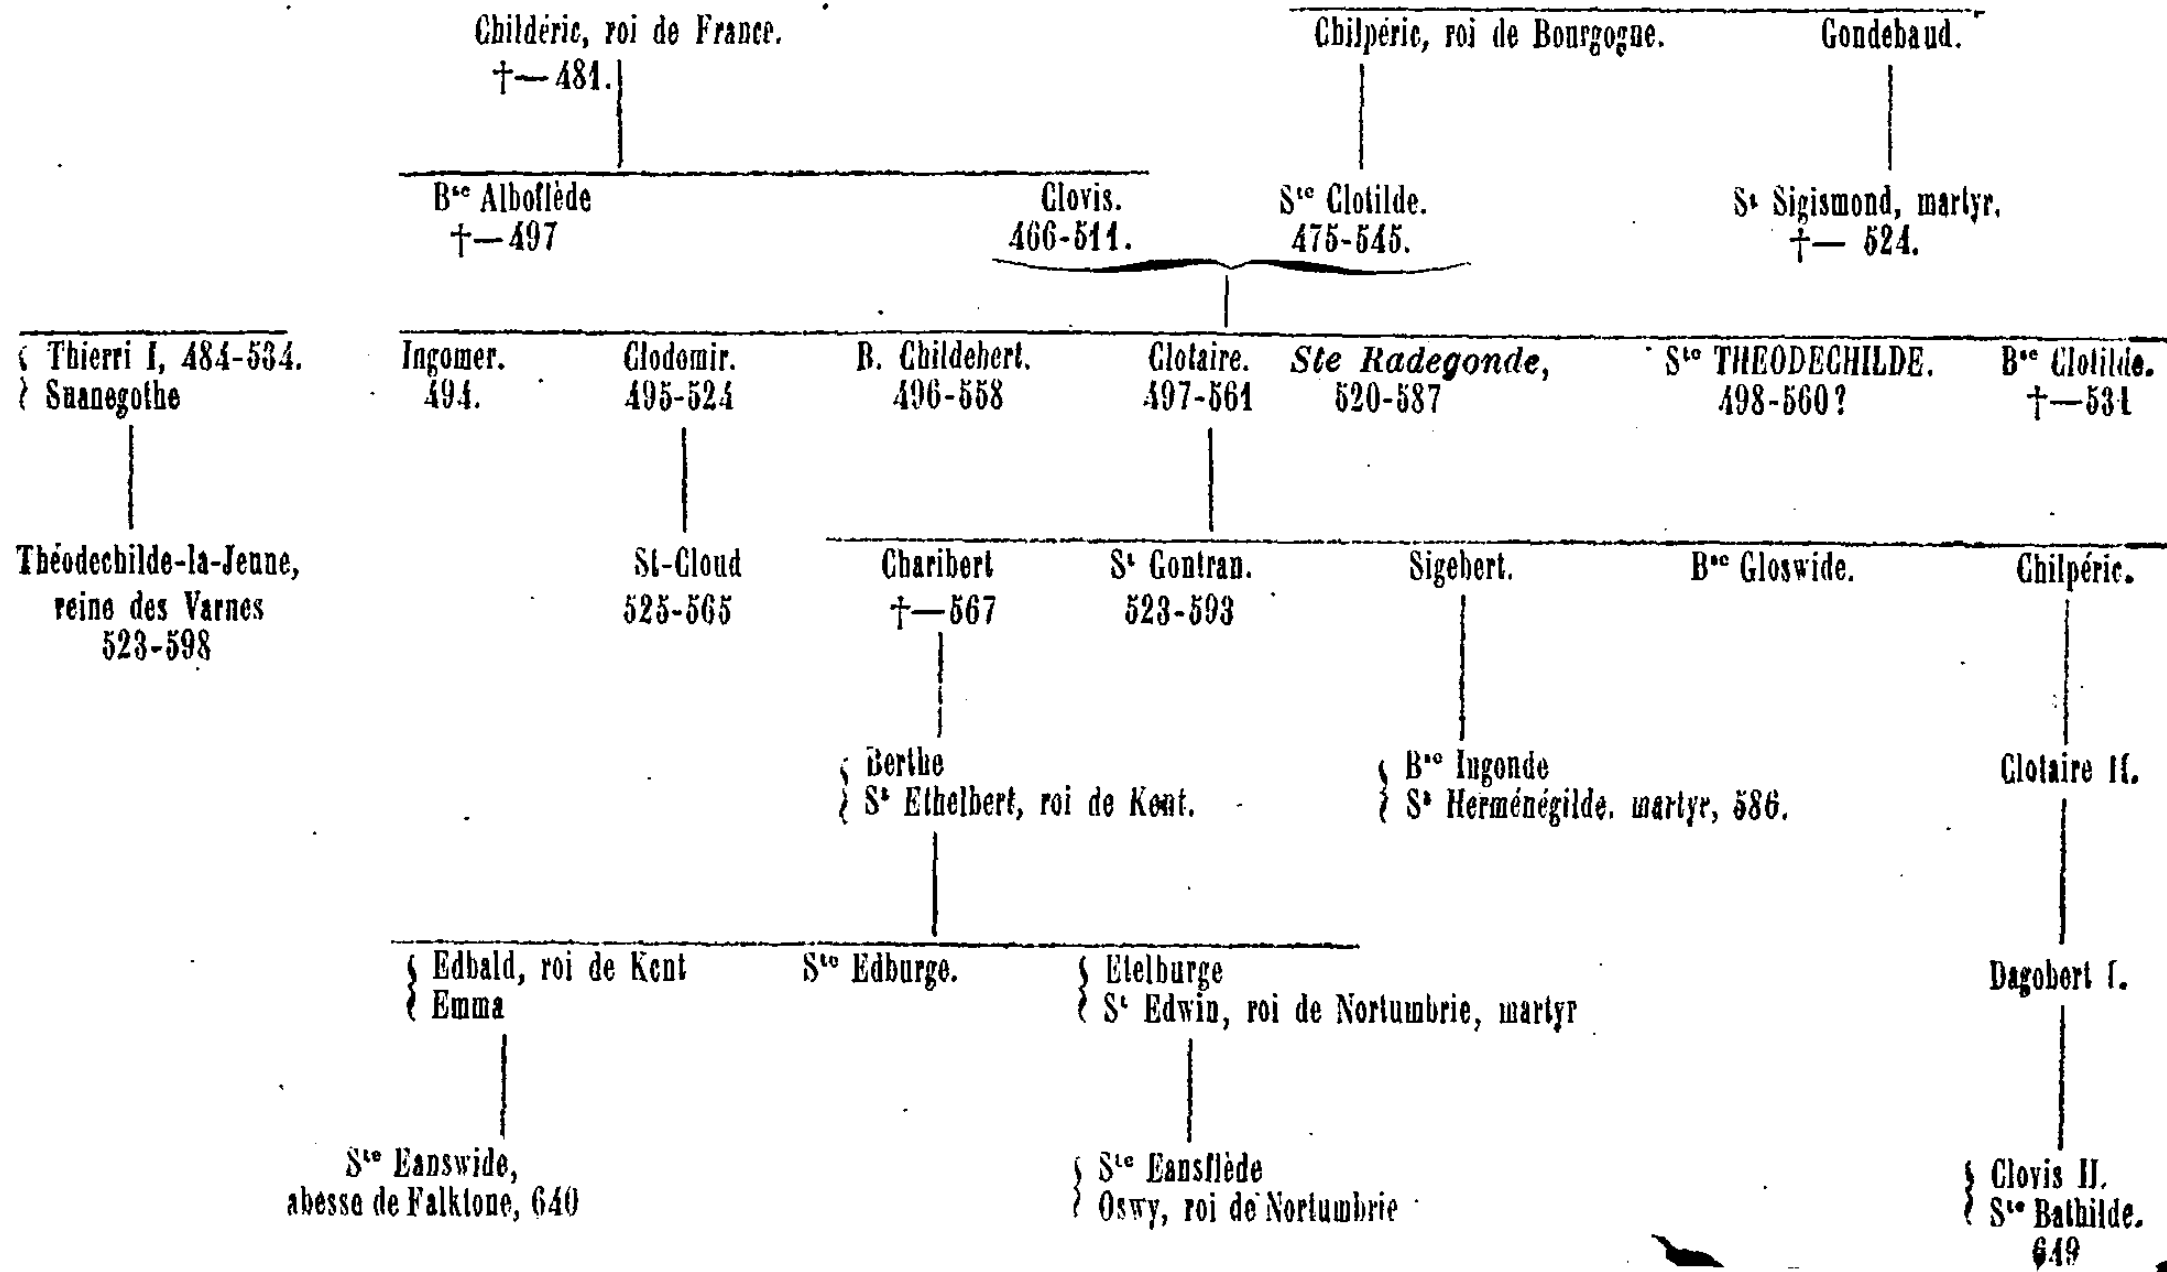 Childéric, roi de France.
†—481.
Chilpéric, roi de Bourgogne.
Gondebaud.
Bse Alboflède
†—497
Clovis.
466-511.
Ste Clotilde.
475-545.
St Sigismond, martyr.
†— 524.
Thierri I, 484-534.
Suanegothe
Ingomer.
494.
Clodomir.
495-524
B. Childebert.
496-558
Clotaire.
497-561
Ste Radegonde,
520-587
Ste THEODECHILDE.
498-560?
Bse Clotilde.
†—531
Théodechilde-la-Jeune,
reine des Varnes
523-598
St-Cloud
525-565
Charibert
†—567
St Gontran.
523-593
Sigebert.
Bse Gloswide.
Chilpéric.
Berthe
St Ethelbert, roi de Kent.
Bse Ingonde
St Herménégilde. martyr, 586.
Clotaire II.
Edbald, roi de Kent
Emma
Ste Edburge.
Etelburge
St Edwin, roi de Nortumbrie, martyr
Dagobert I.
Ste Eanswide,
abesse de Falktone, 640
Ste Eansflède
Oswy, roi de Nortumbrie
Clovis II.
Ste Bathilde.
649